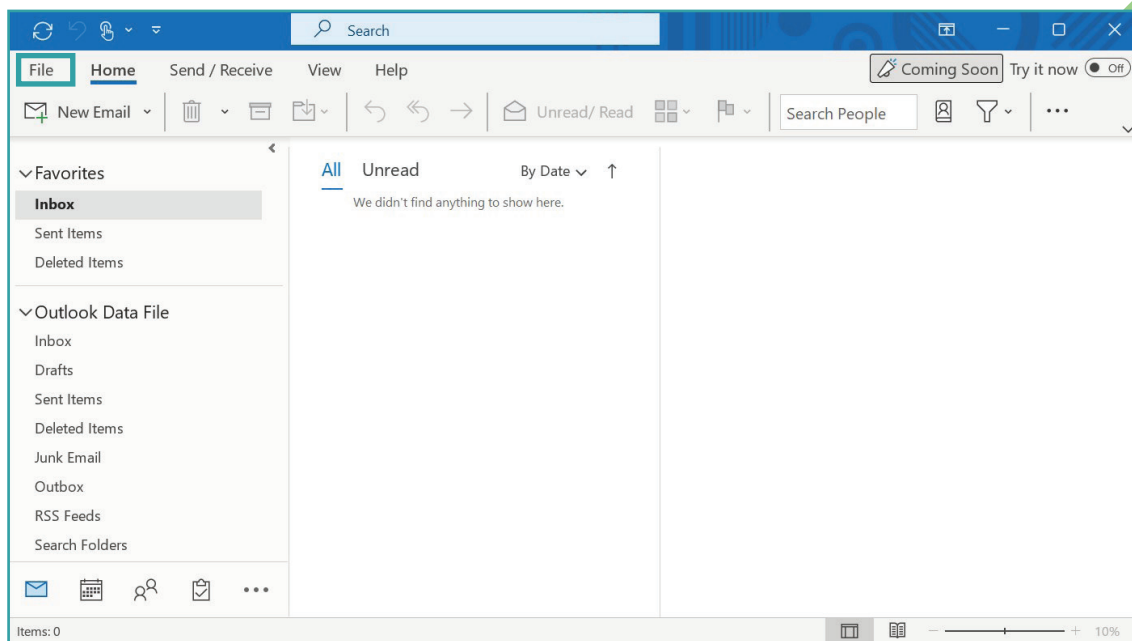 Search
File Home Send / Receive View Help Coming Soon Try it now Off
New Email Unread/ Read Search People
Favorites
Inbox
Sent Items
Deleted Items
Outlook Data File
Inbox
Drafts
Sent Items
Deleted Items
Junk Email
Outbox
RSS Feeds
Search Folders
All Unread By Date
We didn't find anything to show here.
Items: 0 10%